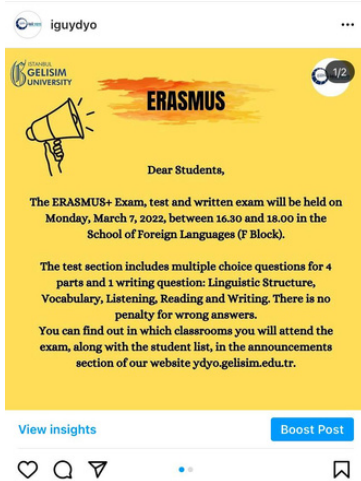 iguydyo
ISTANBUL
GELISIM
UNIVERSITY
1/2
ERASMUS
Dear Students,
The ERASMUS+ Exam, test and written exam will be held on
Monday, March 7, 2022, between 16.30 and 18.00 in the
School of Foreign Languages (F Block).
The test section includes multiple choice questions for 4
parts and 1 writing question: Linguistic Structure,
Vocabulary, Listening, Reading and Writing. There is no
penalty for wrong answers.
You can find out in which classrooms you will attend the
exam, along with the student list, in the announcements
section of our website ydyo.gelisim.edu.tr.
View insights
Boost Post